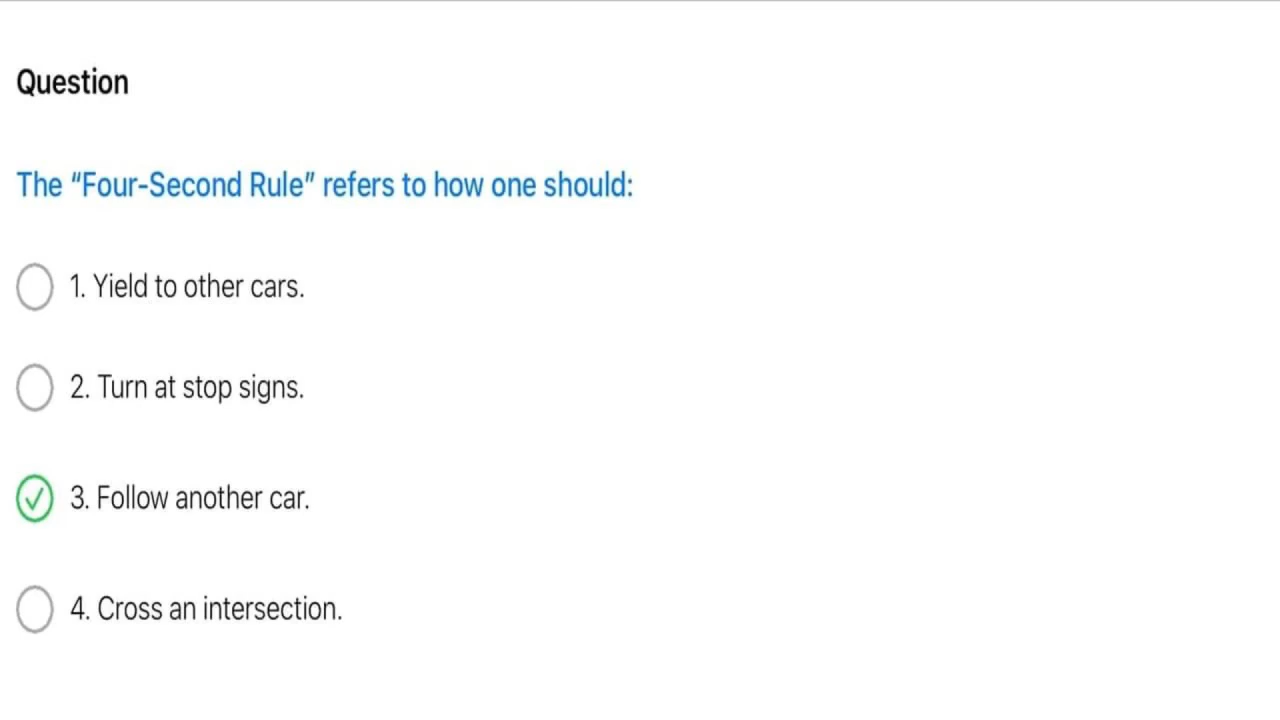 Question
The “Four-Second Rule” refers to how one should:
1. Yield to other cars.
2. Turn at stop signs.
3. Follow another car.
4. Cross an intersection.